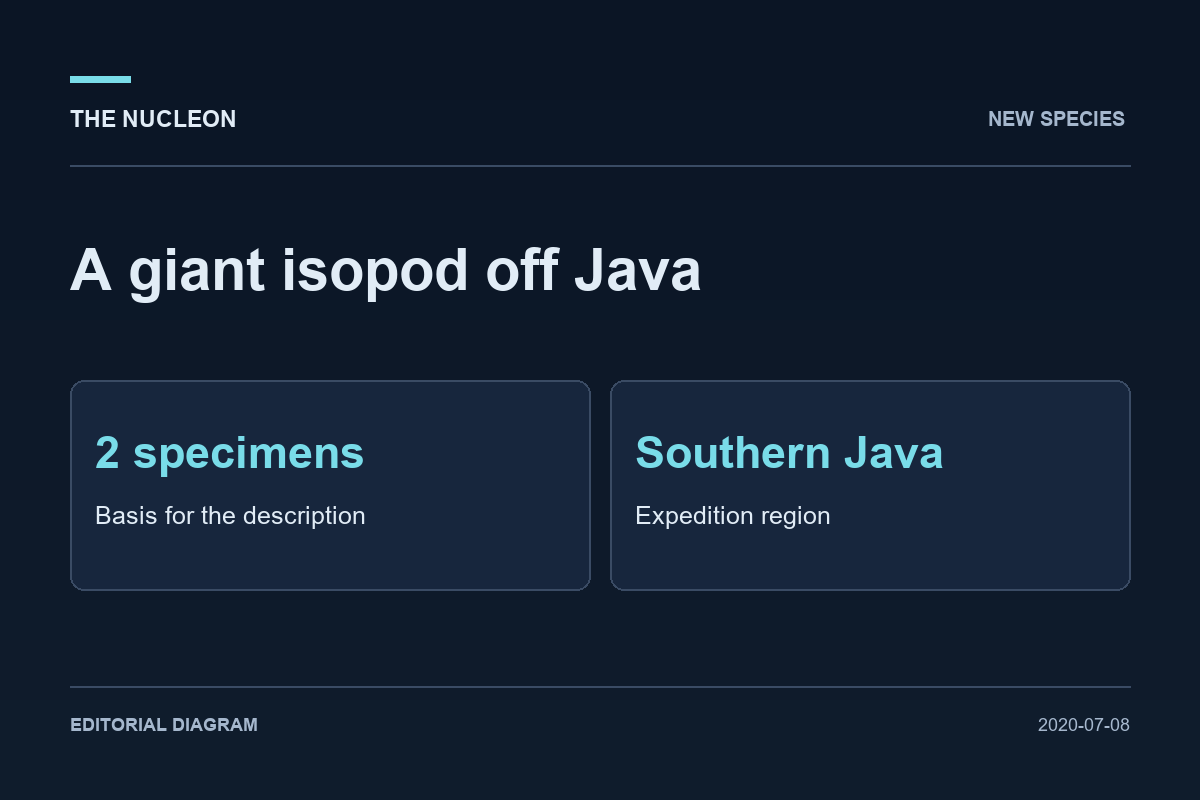 THE NUCLEON
NEW SPECIES
A giant isopod off Java
2 specimens
Basis for the description
Southern Java
Expedition region
EDITORIAL DIAGRAM
2020-07-08